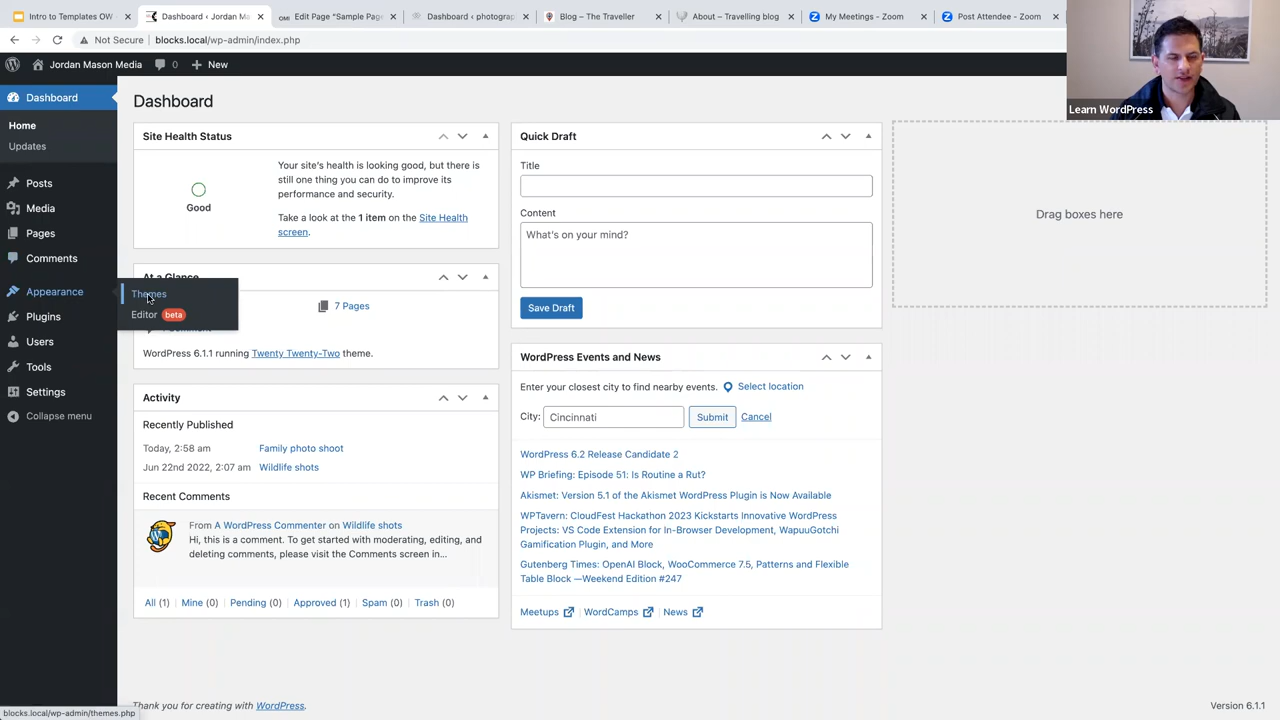 Intro to Templates OW
Dashboard ‹ Jordan Ma
OMI
Edit Page "Sample Page
Dashboard ‹ photograp
Blog – The Traveller
About – Travelling blog
My Meetings - Zoom
Post Attendee - Zoom
Not Secure
blocks.local/wp-admin/index.php
Jordan Mason Media
0
+ New
Learn WordPress
Dashboard
Home
Updates
Posts
Media
Pages
Comments
Appearance
Themes
Editor beta
Plugins
Users
Tools
Settings
Collapse menu
Dashboard
Site Health Status
Good
Your site's health is looking good, but there is
still one thing you can do to improve its
performance and security.
Take a look at the 1 item on the Site Health
screen.
At a Glance
7 Pages
WordPress 6.1.1 running Twenty Twenty-Two theme.
Activity
Recently Published
Today, 2:58 am Family photo shoot
Jun 22nd 2022, 2:07 am Wildlife shots
Recent Comments
From A WordPress Commenter on Wildlife shots
Hi, this is a comment. To get started with moderating, editing, and
deleting comments, please visit the Comments screen in…
All (1) | Mine (0) | Pending (0) | Approved (1) | Spam (0) | Trash (0)
Quick Draft
Title
Content
What's on your mind?
Save Draft
WordPress Events and News
Enter your closest city to find nearby events. Select location
City: Cincinnati Submit Cancel
WordPress 6.2 Release Candidate 2
WP Briefing: Episode 51: Is Routine a Rut?
Akismet: Version 5.1 of the Akismet WordPress Plugin is Now Available
WPTavern: CloudFest Hackathon 2023 Kickstarts Innovative WordPress
Projects: VS Code Extension for In-Browser Development, WapuuGotchi
Gamification Plugin, and More
Gutenberg Times: OpenAI Block, WooCommerce 7.5, Patterns and Flexible
Table Block —Weekend Edition #247
Meetups | WordCamps | News
Drag boxes here
Thank you for creating with WordPress.
Version 6.1.1
blocks.local/wp-admin/themes.php